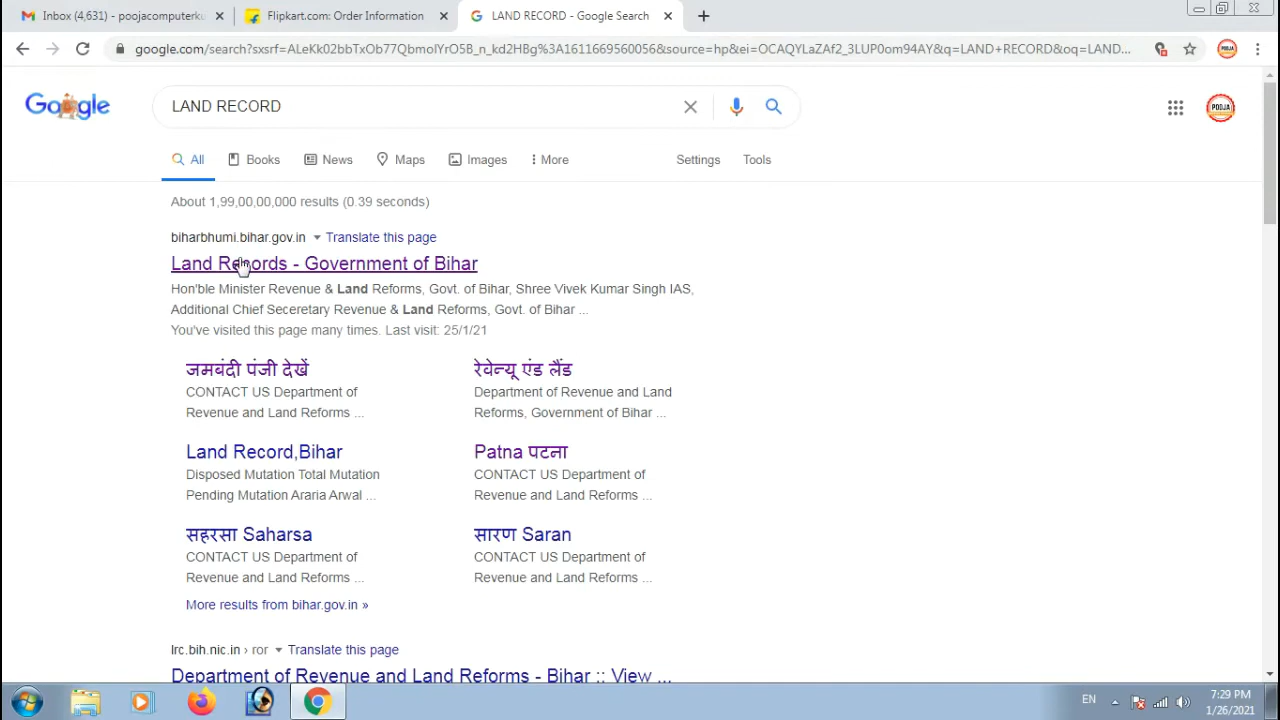 Inbox (4,631) - poojacomputerku
Flipkart.com: Order Information
LAND RECORD - Google Search
google.com/search?sxsrf=ALeKk02bbTxOb77QbmolYrO5B_n_kd2HBg%3A1611669560056&source=hp&ei=OCAQYLaZAf2_3LUP0om94AY&q=LAND+RECORD&oq=LAND...
POOJA
Google
LAND RECORD
POOJA
All
Books
News
Maps
Images
More
Settings
Tools
About 1,99,00,00,000 results (0.39 seconds)
biharbhumi.bihar.gov.in
Translate this page
Land Records - Government of Bihar
Hon'ble Minister Revenue & Land Reforms, Govt. of Bihar, Shree Vivek Kumar Singh IAS,
Additional Chief Seceretary Revenue & Land Reforms, Govt. of Bihar ...
You've visited this page many times. Last visit: 25/1/21
जमबंदी पंजी देखें
CONTACT US Department of
Revenue and Land Reforms ...
रेवेन्यू एंड लैंड
Department of Revenue and Land
Reforms, Government of Bihar ...
Land Record,Bihar
Disposed Mutation Total Mutation
Pending Mutation Araria Arwal ...
Patna पटना
CONTACT US Department of
Revenue and Land Reforms ...
सहरसा Saharsa
CONTACT US Department of
Revenue and Land Reforms ...
सारण Saran
CONTACT US Department of
Revenue and Land Reforms ...
More results from bihar.gov.in »
lrc.bih.nic.in › ror
Translate this page
Department of Revenue and Land Reforms - Bihar :: View ...
EN
7:29 PM
1/26/2021